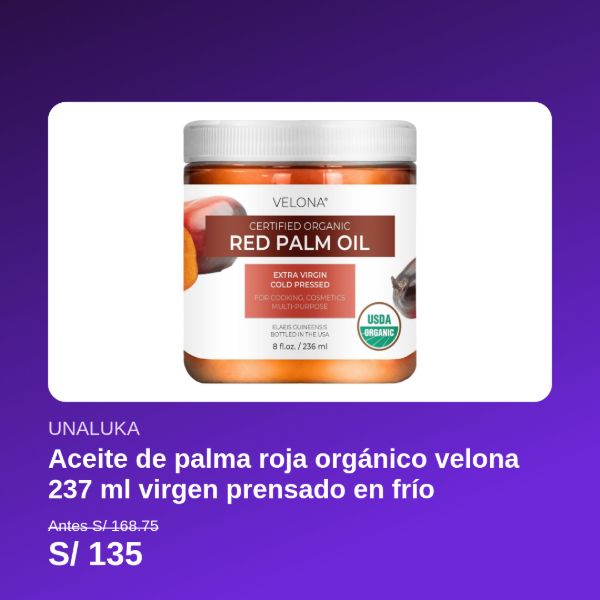 VELONA®
CERTIFIED ORGANIC
RED PALM OIL
EXTRA VIRGIN
COLD PRESSED
FOR COOKING, COSMETICS
MULTI-PURPOSE
ELAEIS GUINEENSIS
BOTTLED IN THE USA
8 fl.oz. / 236 ml
USDA
ORGANIC
UNALUKA
Aceite de palma roja orgánico velona
237 ml virgen prensado en frío
Antes S/ 168.75
S/ 135